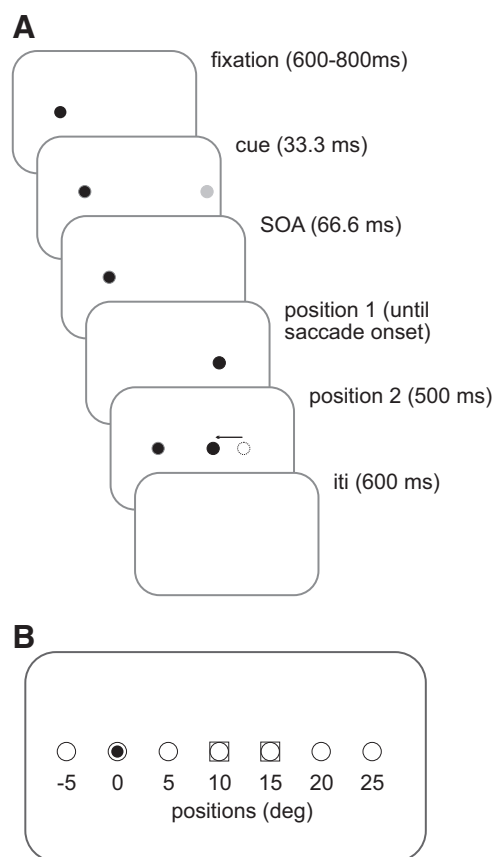 A
fixation (600-800ms)
cue (33.3 ms)
SOA (66.6 ms)
position 1 (until
saccade onset)
position 2 (500 ms)
iti (600 ms)
B
-5 0 5 10 15 20 25
positions (deg)